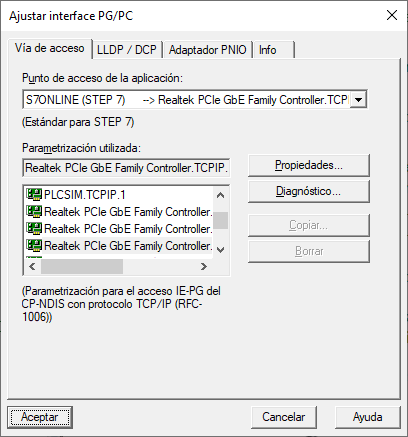 Ajustar interface PG/PC
Vía de acceso
LLDP / DCP
Adaptador PNIO
Info
Punto de acceso de la aplicación:
S7ONLINE (STEP 7) --> Realtek PCIe GbE Family Controller.TCPI
(Estándar para STEP 7)
Parametrización utilizada:
Realtek PCIe GbE Family Controller.TCPIP.
Propiedades...
PLCSIM.TCPIP.1
Realtek PCIe GbE Family Controller.
Realtek PCIe GbE Family Controller.
Realtek PCIe GbE Family Controller.
Diagnóstico...
Copiar...
Borrar
(Parametrización para el acceso IE-PG del
CP-NDIS con protocolo TCP/IP (RFC-
1006))
Aceptar
Cancelar
Ayuda